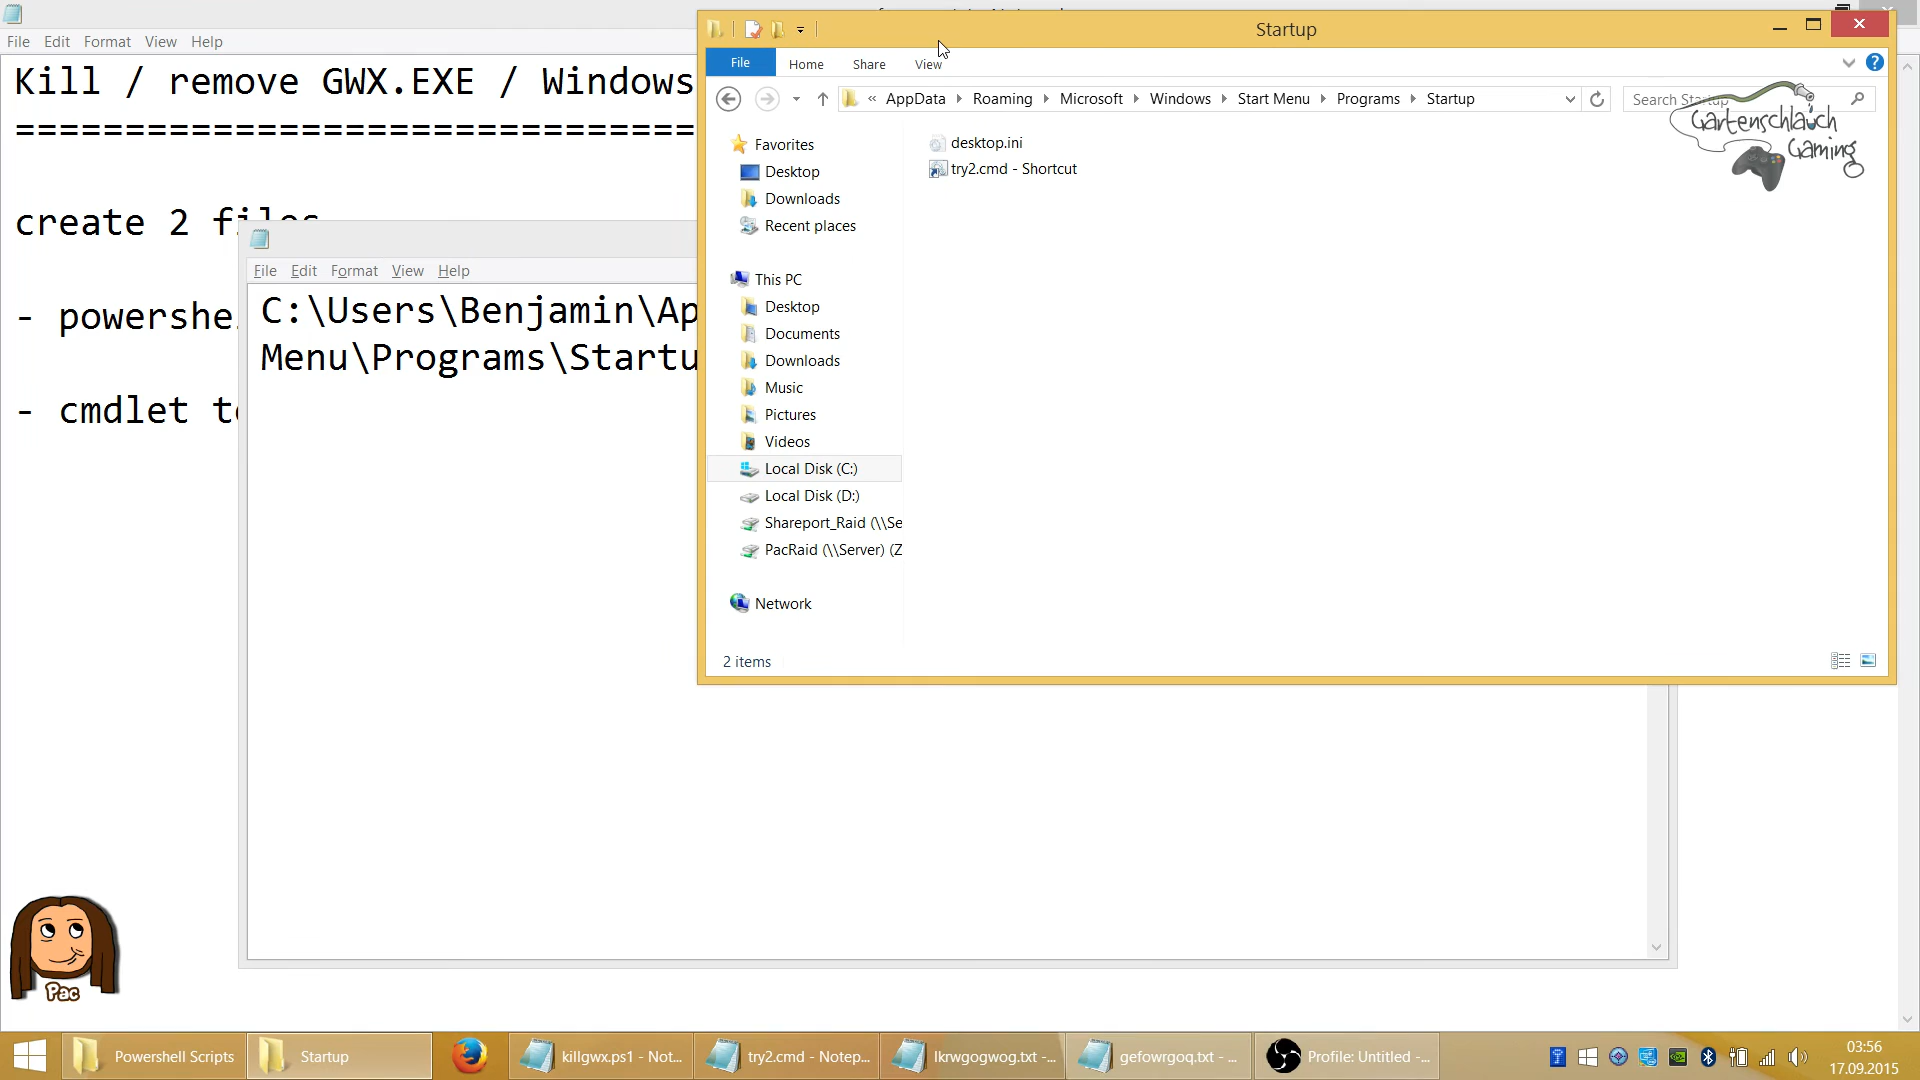 File Edit Format View Help
Kill / remove GWX.EXE / Windows
================================
create 2 files
- powershe
- cmdlet t
File Edit Format View Help
C:\Users\Benjamin\Ap
Menu\Programs\Startu
Startup
File Home Share View
« AppData Roaming Microsoft Windows Start Menu Programs Startup
Search Startup
Gartenschlauch
Gaming
Favorites
Desktop
Downloads
Recent places
This PC
Desktop
Documents
Downloads
Music
Pictures
Videos
Local Disk (C:)
Local Disk (D:)
Shareport_Raid (\\Se
PacRaid (\\Server) (Z
Network
desktop.ini
try2.cmd - Shortcut
2 items
Pac
Powershell Scripts
Startup
killgwx.ps1 - Not...
try2.cmd - Notep...
lkrwgogwog.txt -...
gefowrgoq.txt - ...
Profile: Untitled -...
03:56
17.09.2015